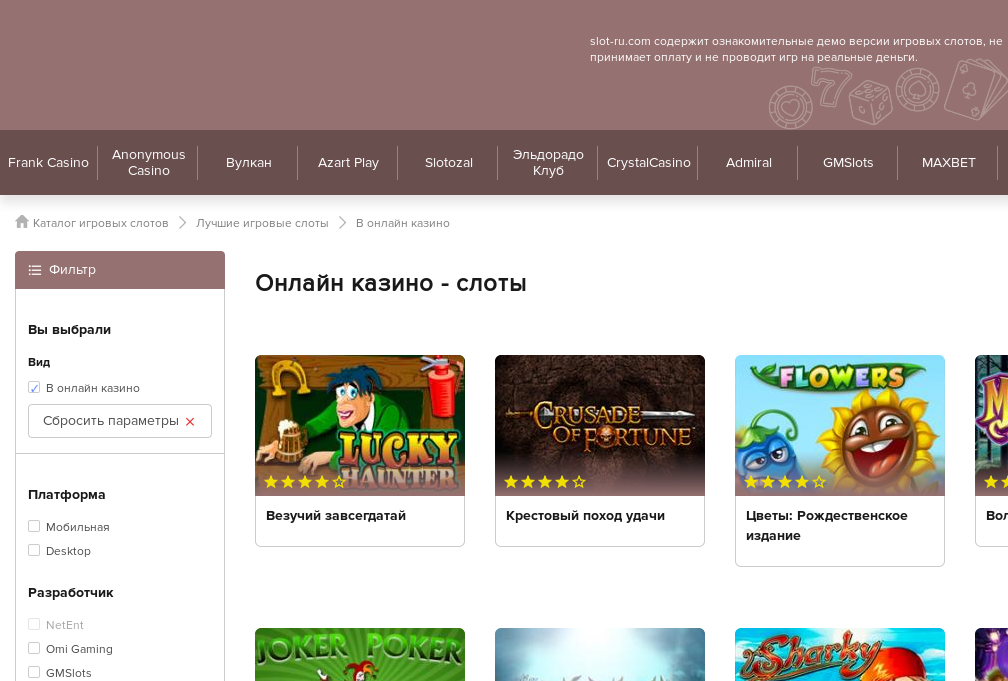 slot-ru.com содержит ознакомительные демо версии игровых слотов, не
принимает оплату и не проводит игр на реальные деньги.
Frank Casino
Anonymous
Casino
Вулкан
Azart Play
Slotozal
Эльдорадо
Клуб
CrystalCasino
Admiral
GMSlots
MAXBET
Каталог игровых слотов
Лучшие игровые слоты
В онлайн казино
Фильтр
Онлайн казино - слоты
Вы выбрали
Вид
В онлайн казино
Сбросить параметры
Платформа
Мобильная
Desktop
Разработчик
NetEnt
Omi Gaming
GMSlots
LUCKY
HAUNTER
Везучий завсегдатай
CRUSADE
OF FORTUNE
Крестовый поход удачи
FLOWERS
Цветы: Рождественское
издание
JOKER POKER
Sharky